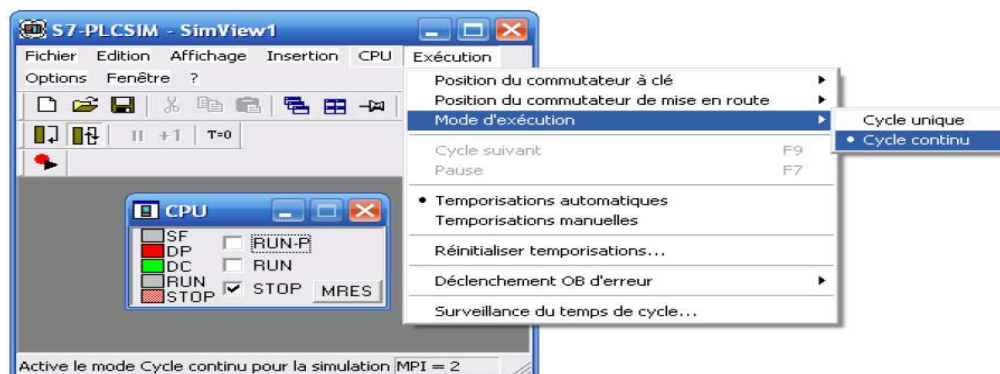 S7-PLCSIM - SimView1
Fichier Edition Affichage Insertion CPU Exécution
Options Fenêtre ?
+1 T=0
Position du commutateur à clé
Position du commutateur de mise en route
Mode d'exécution
Cycle unique
Cycle continu
Cycle suivant F9
Pause F7
Temporisations automatiques
Temporisations manuelles
Réinitialiser temporisations...
Déclenchement OB d'erreur
Surveillance du temps de cycle...
CPU
SF
DP
DC
RUN
STOP
RUN-P
RUN
STOP MRES
Active le mode Cycle continu pour la simulation MPI = 2